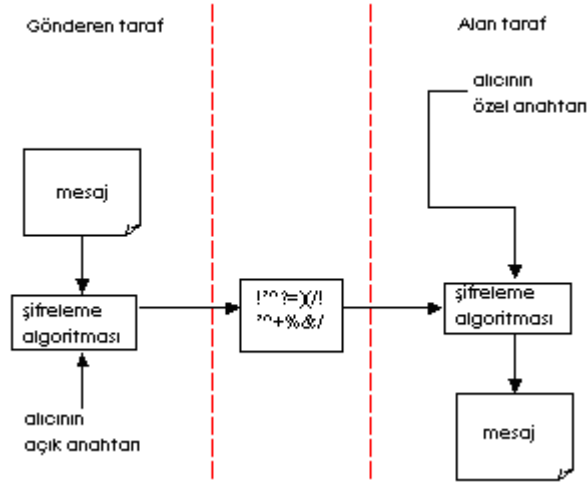 Gönderen taraf
Alan taraf
alıcının
özel anahtarı
mesaj
şifreleme
algoritması
!?^?=)(/!
?^+%&/
şifreleme
algoritması
alıcının
açık anahtarı
mesaj